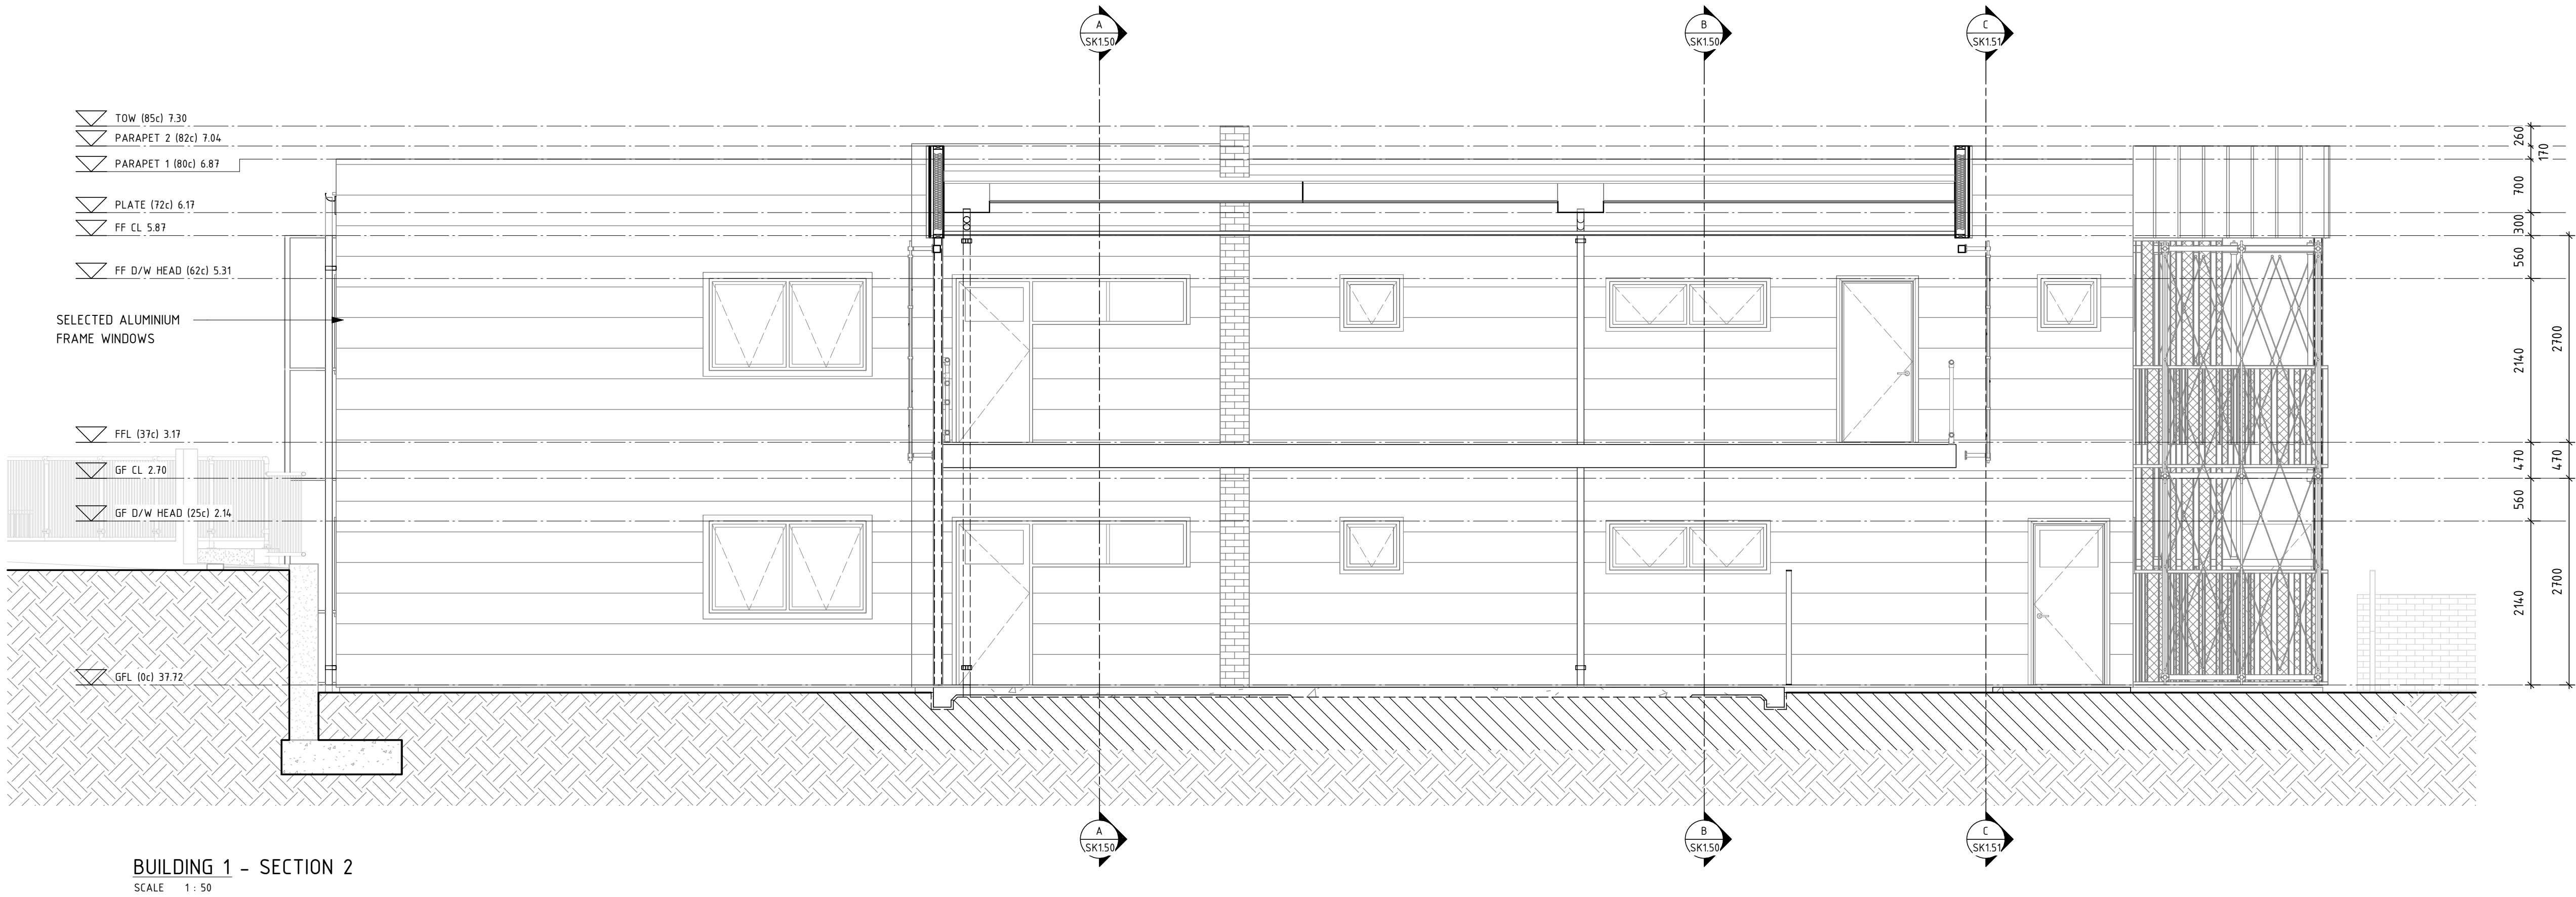 A
SK1.50
B
SK1.50
C
SK1.51
TOW (85c) 7.30
PARAPET 2 (82c) 7.04
PARAPET 1 (80c) 6.87
PLATE (72c) 6.17
FF CL 5.87
FF D/W HEAD (62c) 5.31
SELECTED ALUMINIUM
FRAME WINDOWS
FFL (37c) 3.17
GF CL 2.70
GF D/W HEAD (25c) 2.14
GFL (0c) 37.72
260
170
700
300
560
2140
2700
470
470
560
2140
2700
A
SK1.50
B
SK1.50
C
SK1.51
BUILDING 1 - SECTION 2
SCALE 1 : 50